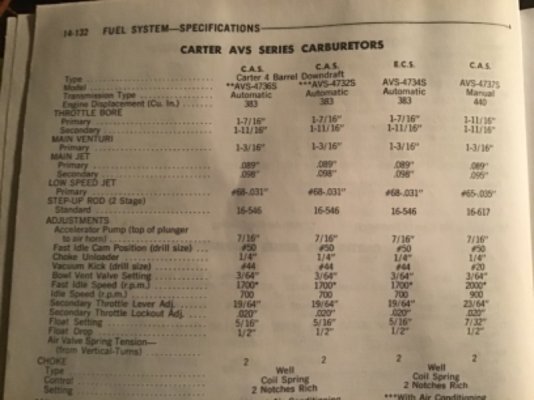 14-132 FUEL SYSTEM—SPECIFICATIONS
CARTER AVS SERIES CARBURETORS
C.A.S. C.A.S. E.C.S. C.A.S.
Type Carter 4 Barrel Downdraft
Model **AVS-4736S ***AVS-4732S AVS-4734S AVS-4737S
Transmission Type Automatic Automatic Automatic Manual
Engine Displacement (Cu. In.) 383 383 383 440
THROTTLE BORE
Primary 1-7/16" 1-7/16" 1-7/16" 1-11/16"
Secondary 1-11/16" 1-11/16" 1-11/16" 1-11/16"
MAIN VENTURI
Primary 1-3/16" 1-3/16" 1-3/16" 1-3/16"
MAIN JET
Primary .089" .089" .089" .089"
Secondary .098" .098" .098" .095"
LOW SPEED JET
Primary #68-.031" #68-.031" #68-.031" #65-.035"
STEP-UP ROD (2 Stage)
Standard 16-546 16-546 16-546 16-617
ADJUSTMENTS
Accelerator Pump (top of plunger
to air horn) 7/16" 7/16" 7/16" 7/16"
Fast Idle Cam Position (drill size) #50 #50 #50 #50
Choke Unloader 1/4" 1/4" 1/4" 1/4"
Vacuum Kick (drill size) #44 #44 #44 #20
Bowl Vent Valve Setting 3/64" 3/64" 3/64" 3/64"
Fast Idle Speed (r.p.m.) 1700* 1700* 1700* 2000*
Idle Speed (r.p.m.) 700 700 700 900
Secondary Throttle Lever Adj. 19/64" 19/64" 19/64" 23/64"
Secondary Throttle Lockout Adj. .020" .020" .020" .020"
Float Setting 5/16" 5/16" 5/16" 7/32"
Float Drop 1/2" 1/2" 1/2" 1/2"
Air Valve Spring Tension—
(from Vertical-Turns) 2 2 2 2
CHOKE
Type Well Well
Control Coil Spring Coil Spring
Setting 2 Notches Rich 2 Notches Rich
***With Air Conditioning